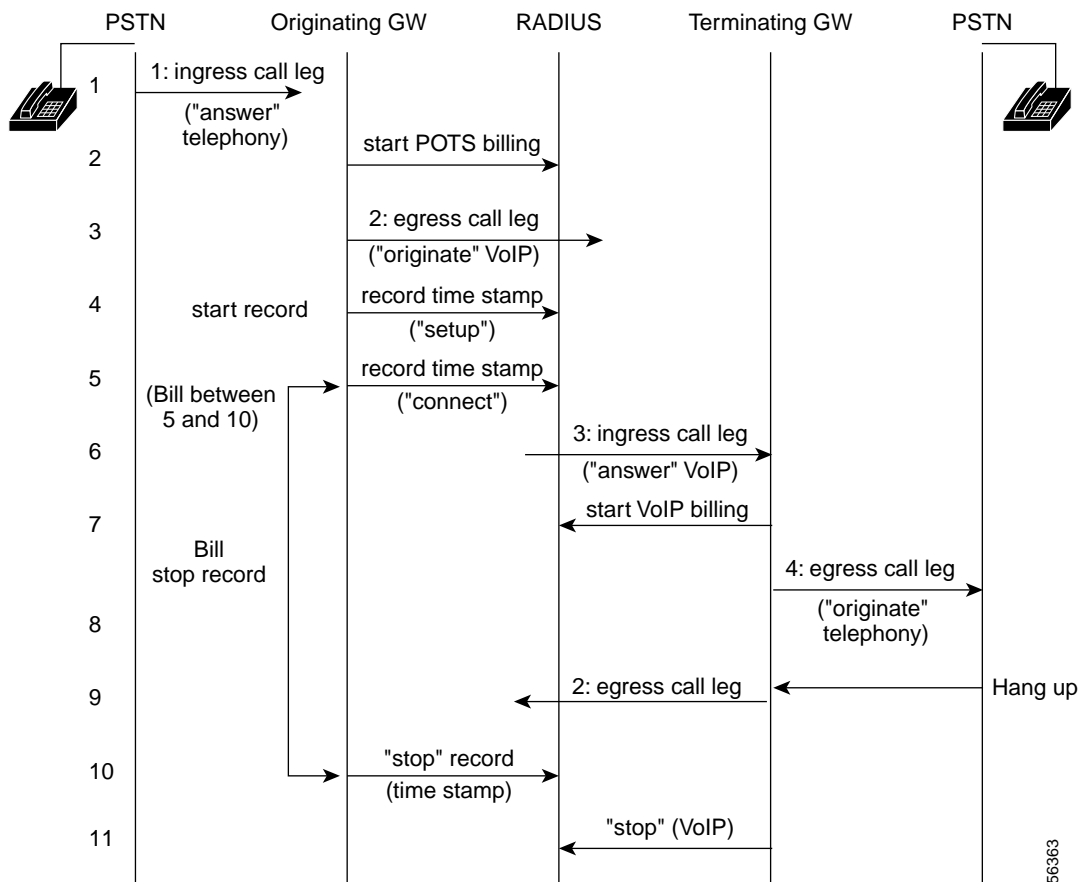 PSTN Originating GW RADIUS Terminating GW PSTN
1
1: ingress call leg
("answer"
telephony)
2
start POTS billing
3
2: egress call leg
("originate" VoIP)
4
start record
record time stamp
("setup")
5
(Bill between
5 and 10)
record time stamp
("connect")
6
3: ingress call leg
("answer" VoIP)
7
start VoIP billing
Bill
stop record
4: egress call leg
("originate"
telephony)
8
9
2: egress call leg
Hang up
10
"stop" record
(time stamp)
11
"stop" (VoIP)
56363